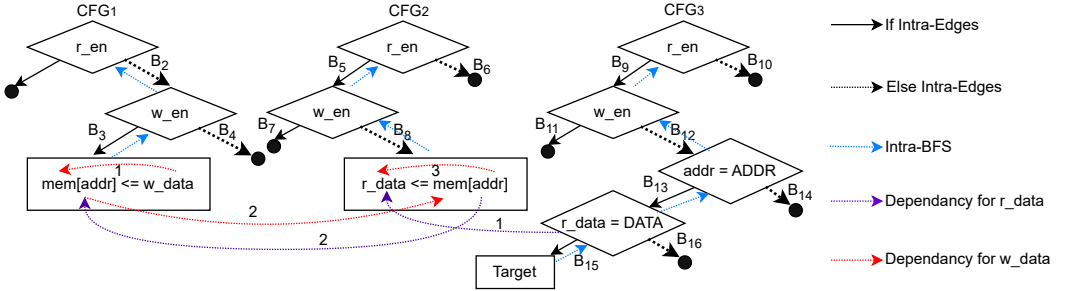 CFG1
CFG2
CFG3
r_en
r_en
r_en
If Intra-Edges
B2
B5
B6
B9
B10
Else Intra-Edges
w_en
w_en
w_en
B3
B4
B7
B8
B11
B12
Intra-BFS
1
mem[addr] <= w_data
3
r_data <= mem[addr]
addr = ADDR
B13
B14
Dependancy for r_data
2
1
r_data = DATA
2
B16
Dependancy for w_data
B15
Target